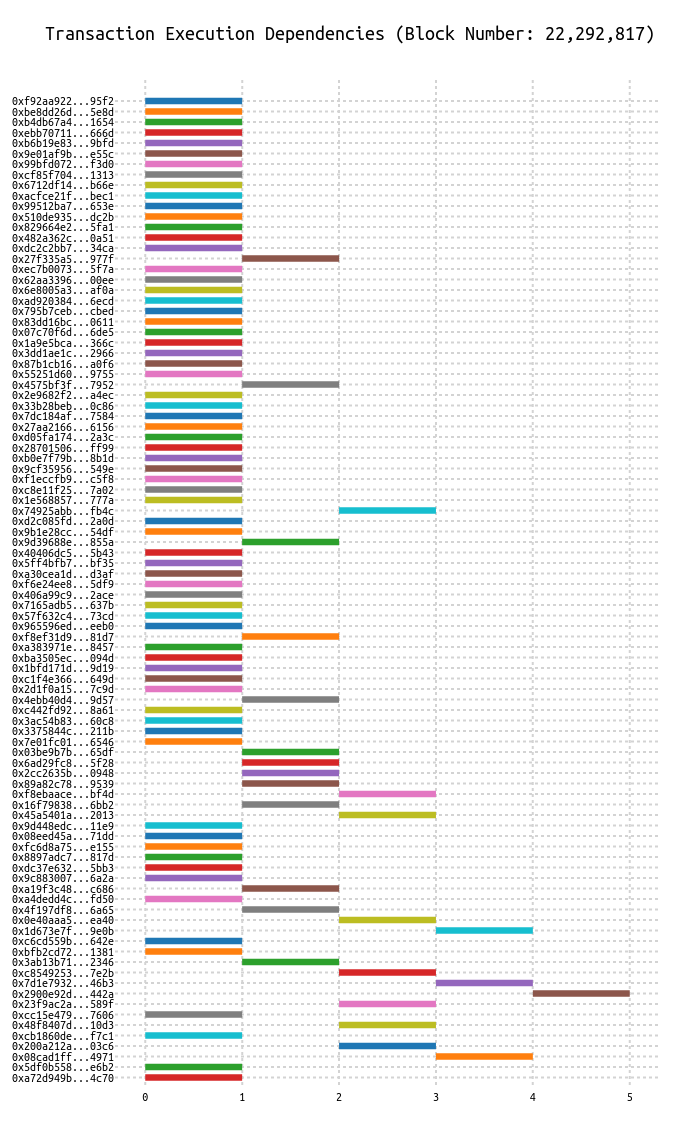 Transaction Execution Dependencies (Block Number: 22,292,817)
0xf92aa922...95f2
0xbe8dd26d...5e8d
0xb4db67a4...1654
0xebb70711...666d
0xb6b19e83...9bfd
0x9e01af9b...e55c
0x99bfd072...f3d0
0xcf85f704...1313
0x6712df14...b66e
0xacfce21f...bec1
0x99512ba7...653e
0x510de935...dc2b
0x829664e2...5fa1
0x482a362c...0a51
0xdc2c2bb7...34ca
0x27f335a5...977f
0xec7b0073...5f7a
0x62aa3396...00ee
0x6e8005a3...af0a
0xad920384...6ecd
0x795b7ceb...cbed
0x83dd16bc...0611
0x07c70f6d...6de5
0x1a9e5bca...366c
0x3dd1ae1c...2966
0x87b1cb16...a0f6
0x55251d60...9755
0x4575bf3f...7952
0x2e9682f2...a4ec
0x33b28beb...0c86
0x7dc184af...7584
0x27aa2166...6156
0xd05fa174...2a3c
0x28701506...ff99
0xb0e7f79b...8b1d
0x9cf35956...549e
0xf1eccfb9...c5f8
0xc8e11f25...7a02
0x1e568857...777a
0x74925abb...fb4c
0xd2c085fd...2a0d
0x9b1e28cc...54df
0x9d39688e...855a
0x40406dc5...5b43
0x5ff4bfb7...bf35
0xa30cea1d...d3af
0xf6e24ee8...5df9
0x406a99c9...2ace
0x7165adb5...637b
0x57f632c4...73cd
0x965596ed...eeb0
0xf8ef31d9...81d7
0xa383971e...8457
0xba3505ec...094d
0x1bfd171d...9d19
0xc1f4e366...649d
0x2d1f0a15...7c9d
0x4ebb40d4...9d57
0xc442fd92...8a61
0x3ac54b83...60c8
0x3375844c...211b
0x7e01fc01...6546
0x03be9b7b...65df
0x6ad29fc8...5f28
0x2cc2635b...0948
0x89a82c78...9539
0xf8ebaace...bf4d
0x16f79838...6bb2
0x45a5401a...2013
0x9d448edc...11e9
0x08eed45a...71dd
0xfc6d8a75...e155
0x8897adc7...817d
0xdc37e632...5bb3
0x9c883007...6a2a
0xa19f3c48...c686
0xa4dedd4c...fd50
0x4f197df8...6a65
0x0e40aaa5...ea40
0x1d673e7f...9e0b
0xc6cd559b...642e
0xbfb2cd72...1381
0x3ab13b71...2346
0xc8549253...7e2b
0x7d1e7932...46b3
0x2900e92d...442a
0x23f9ac2a...589f
0xcc15e479...7606
0x48f8407d...10d3
0xcb1860de...f7c1
0x200a212a...03c6
0x08cad1ff...4971
0x5df0b558...e6b2
0xa72d949b...4c70
0 1 2 3 4 5